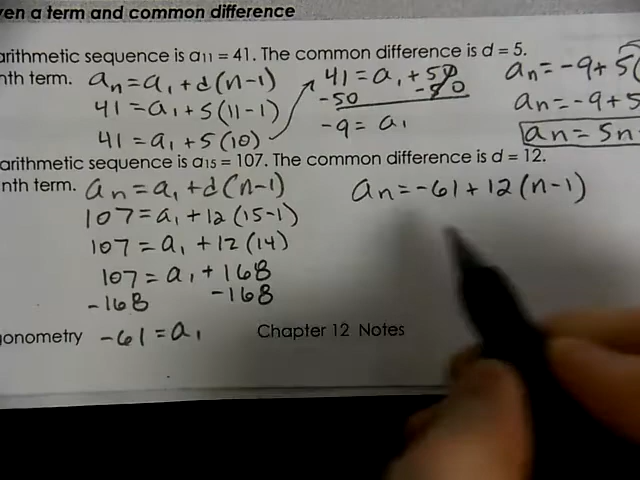 ven a term and common difference
arithmetic sequence is a11 = 41. The common difference is d = 5.
nth term. an = a1 + d(n-1)
41 = a1 + 5(11-1)
41 = a1 + 5(10)
41 = a1 + 50
-50 -50
-9 = a1
an = -9 + 5(
an = -9 + 5
an = 5n
arithmetic sequence is a15 = 107. The common difference is d = 12.
nth term. an = a1 + d(n-1)
107 = a1 + 12(15-1)
107 = a1 + 12(14)
107 = a1 + 168
-168 -168
-61 = a1
an = -61 + 12(n-1)
gonometry Chapter 12 Notes